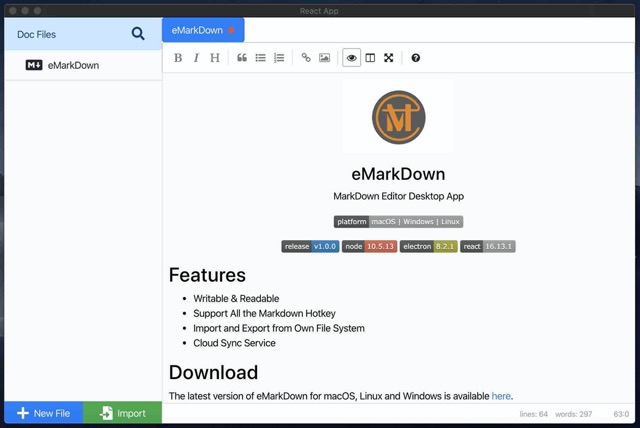 React App
Doc Files
eMarkDown
B I H
eMarkDown
eMarkDown
MarkDown Editor Desktop App
platform macOS | Windows | Linux
release v1.0.0 node 10.5.13 electron 8.2.1 react 16.13.1
Features
• Writable & Readable
• Support All the Markdown Hotkey
• Import and Export from Own File System
• Cloud Sync Service
Download
The latest version of eMarkDown for macOS, Linux and Windows is available here.
New File
Import
lines: 64 words: 297 63:0